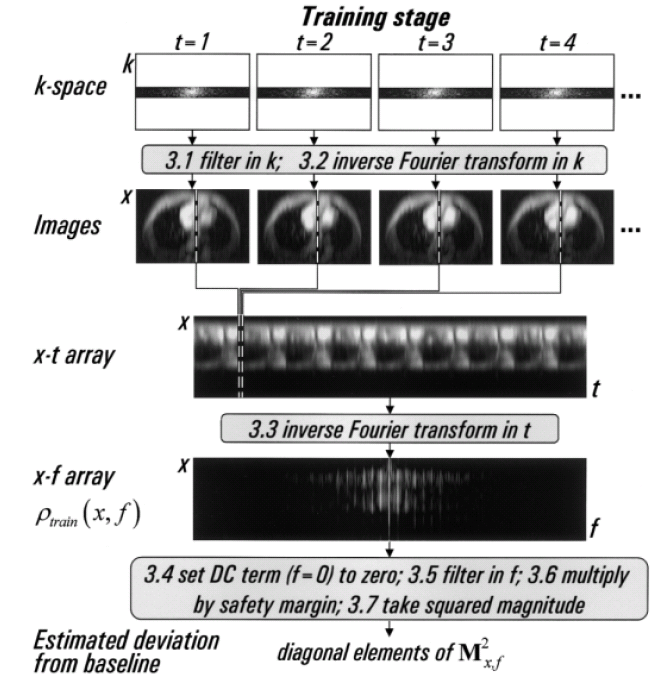 Training stage
t=1 t=2 t=3 t=4
k
k-space
...
3.1 filter in k; 3.2 inverse Fourier transform in k
x
Images
...
x
x-t array
t
3.3 inverse Fourier transform in t
x
x-f array
ρtrain(x, f)
f
3.4 set DC term (f=0) to zero; 3.5 filter in f; 3.6 multiply
by safety margin; 3.7 take squared magnitude
Estimated deviation
from baseline
diagonal elements of M²x,f